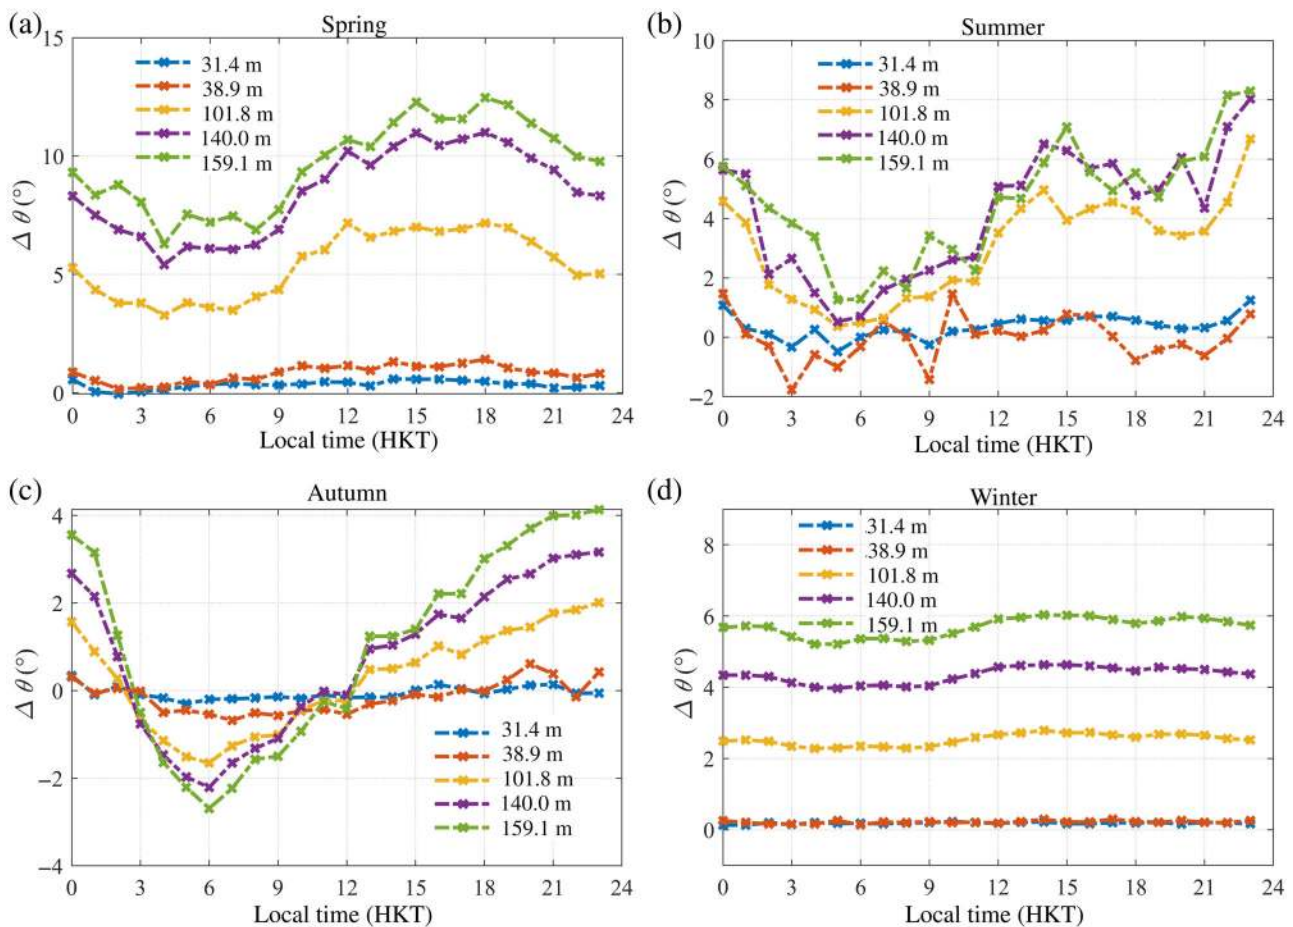 (a)
Spring
15
10
5
0
Δ θ (°)
31.4 m
38.9 m
101.8 m
140.0 m
159.1 m
0 3 6 9 12 15 18 21 24
Local time (HKT)
(b)
Summer
10
8
6
4
2
0
−2
Δ θ (°)
31.4 m
38.9 m
101.8 m
140.0 m
159.1 m
0 3 6 9 12 15 18 21 24
Local time (HKT)
(c)
Autumn
4
2
0
−2
−4
Δ θ (°)
31.4 m
38.9 m
101.8 m
140.0 m
159.1 m
0 3 6 9 12 15 18 21 24
Local time (HKT)
(d)
Winter
8
6
4
2
0
Δ θ (°)
31.4 m
38.9 m
101.8 m
140.0 m
159.1 m
0 3 6 9 12 15 18 21 24
Local time (HKT)